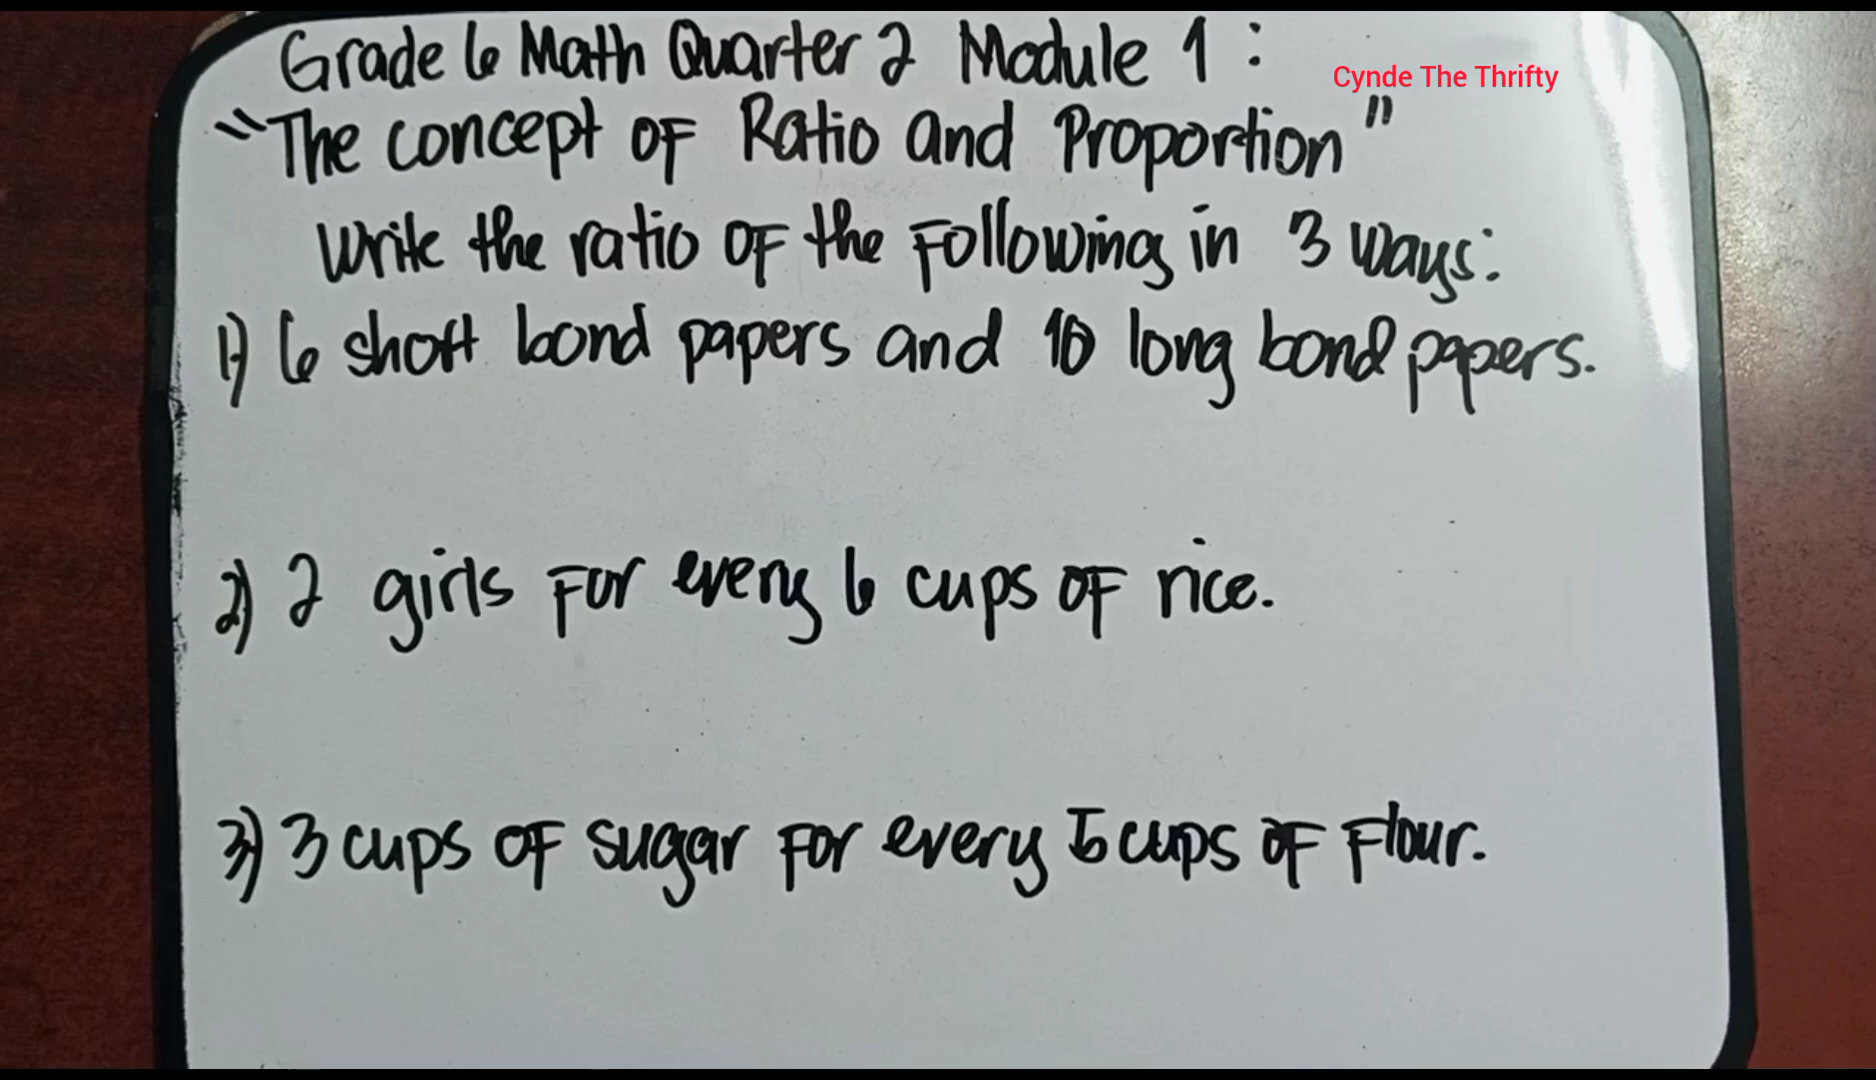 Grade 6 Math Quarter 2 Module 1 :
Cynde The Thrifty
"The concept of Ratio and Proportion"
Write the ratio of the following in 3 ways:
1) 6 short bond papers and 10 long bond papers.
2) 2 girls for every 6 cups of rice.
3) 3 cups of sugar for every 5 cups of flour.